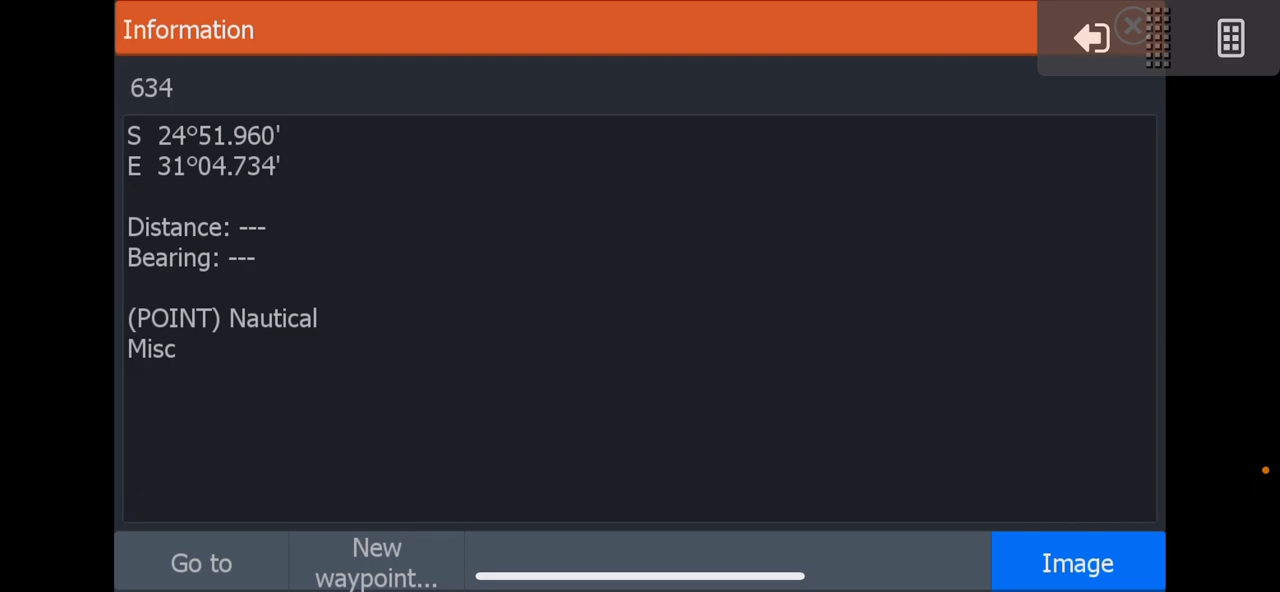 Information
634
S 24°51.960'
E 31°04.734'
Distance: ---
Bearing: ---
(POINT) Nautical
Misc
Go to
New
waypoint...
Image